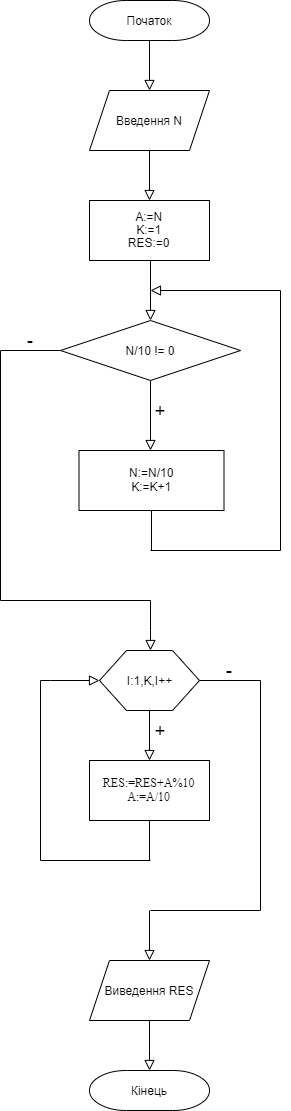 Початок
Введення N
A:=N
K:=1
RES:=0
-
N/10 != 0
+
N:=N/10
K:=K+1
I:1,K,I++
-
+
RES:=RES+A%10
A:=A/10
Виведення RES
Кінець